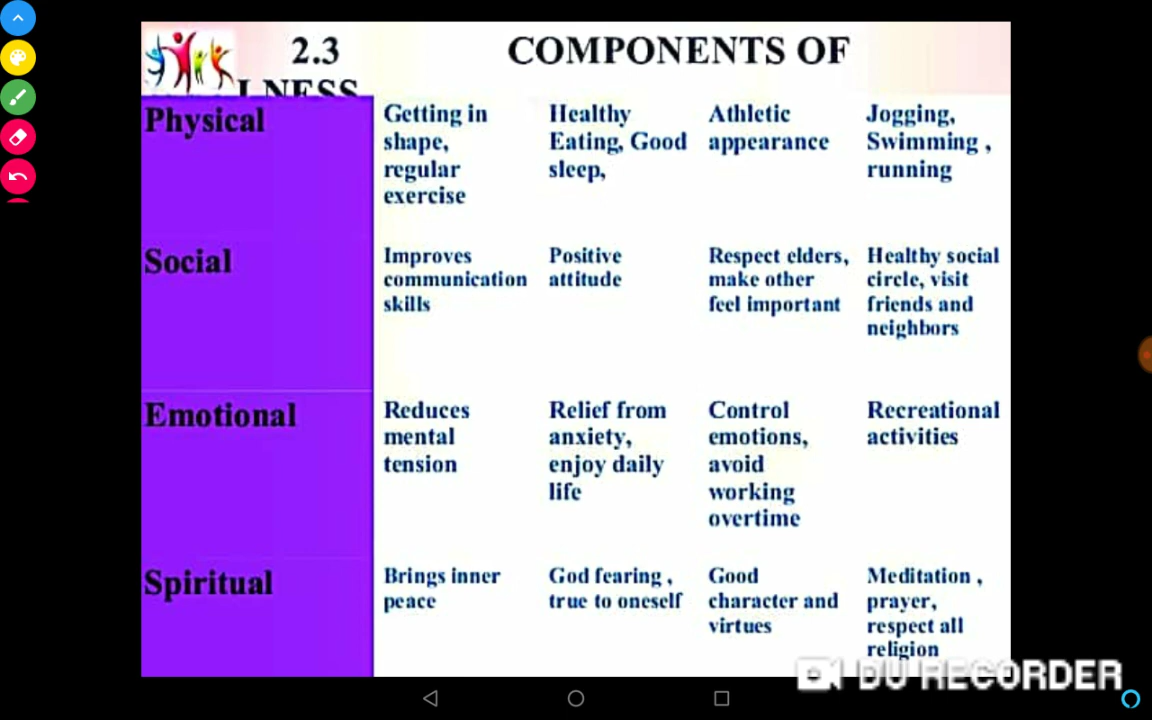 2.3 COMPONENTS OF
LNESS
Physical
Getting in
shape,
regular
exercise
Healthy
Eating, Good
sleep,
Athletic
appearance
Jogging,
Swimming ,
running
Social
Improves
communication
skills
Positive
attitude
Respect elders,
make other
feel important
Healthy social
circle, visit
friends and
neighbors
Emotional
Reduces
mental
tension
Relief from
anxiety,
enjoy daily
life
Control
emotions,
avoid
working
overtime
Recreational
activities
Spiritual
Brings inner
peace
God fearing ,
true to oneself
Good
character and
virtues
Meditation ,
prayer,
respect all
religion
DU RECORDER